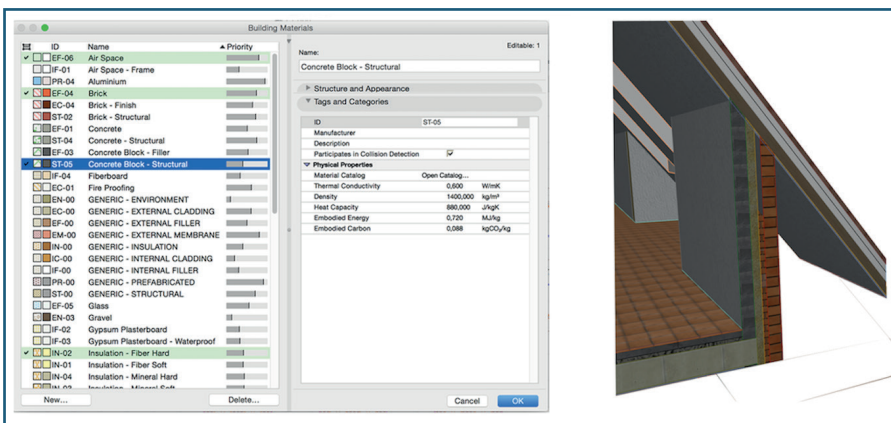 Building Materials
ID Name Priority
EF-06 Air Space
IF-01 Air Space - Frame
PR-04 Aluminium
EF-04 Brick
EC-04 Brick - Finish
ST-02 Brick - Structural
EF-01 Concrete
ST-04 Concrete - Structural
EF-03 Concrete Block - Filler
ST-05 Concrete Block - Structural
IF-04 Fiberboard
EC-01 Fire Proofing
EN-00 GENERIC - ENVIRONMENT
EC-00 GENERIC - EXTERNAL CLADDING
EF-00 GENERIC - EXTERNAL FILLER
EM-00 GENERIC - EXTERNAL MEMBRANE
IN-00 GENERIC - INSULATION
IC-00 GENERIC - INTERNAL CLADDING
IF-00 GENERIC - INTERNAL FILLER
PR-00 GENERIC - PREFABRICATED
ST-00 GENERIC - STRUCTURAL
EF-05 Glass
EN-03 Gravel
IF-02 Gypsum Plasterboard
IF-03 Gypsum Plasterboard - Waterproof
IN-02 Insulation - Fiber Hard
IN-01 Insulation - Fiber Soft
IN-04 Insulation - Mineral Hard
IN-03 Insulation - Mineral Soft
New... Delete...
Editable: 1
Name:
Concrete Block - Structural
Structure and Appearance
Tags and Categories
ID ST-05
Manufacturer
Description
Participates in Collision Detection
Physical Properties
Material Catalog Open Catalog...
Thermal Conductivity 0,600 W/mK
Density 1400,000 kg/m³
Heat Capacity 880,000 J/kgK
Embodied Energy 0,720 MJ/kg
Embodied Carbon 0,088 kgCO₂/kg
Cancel OK